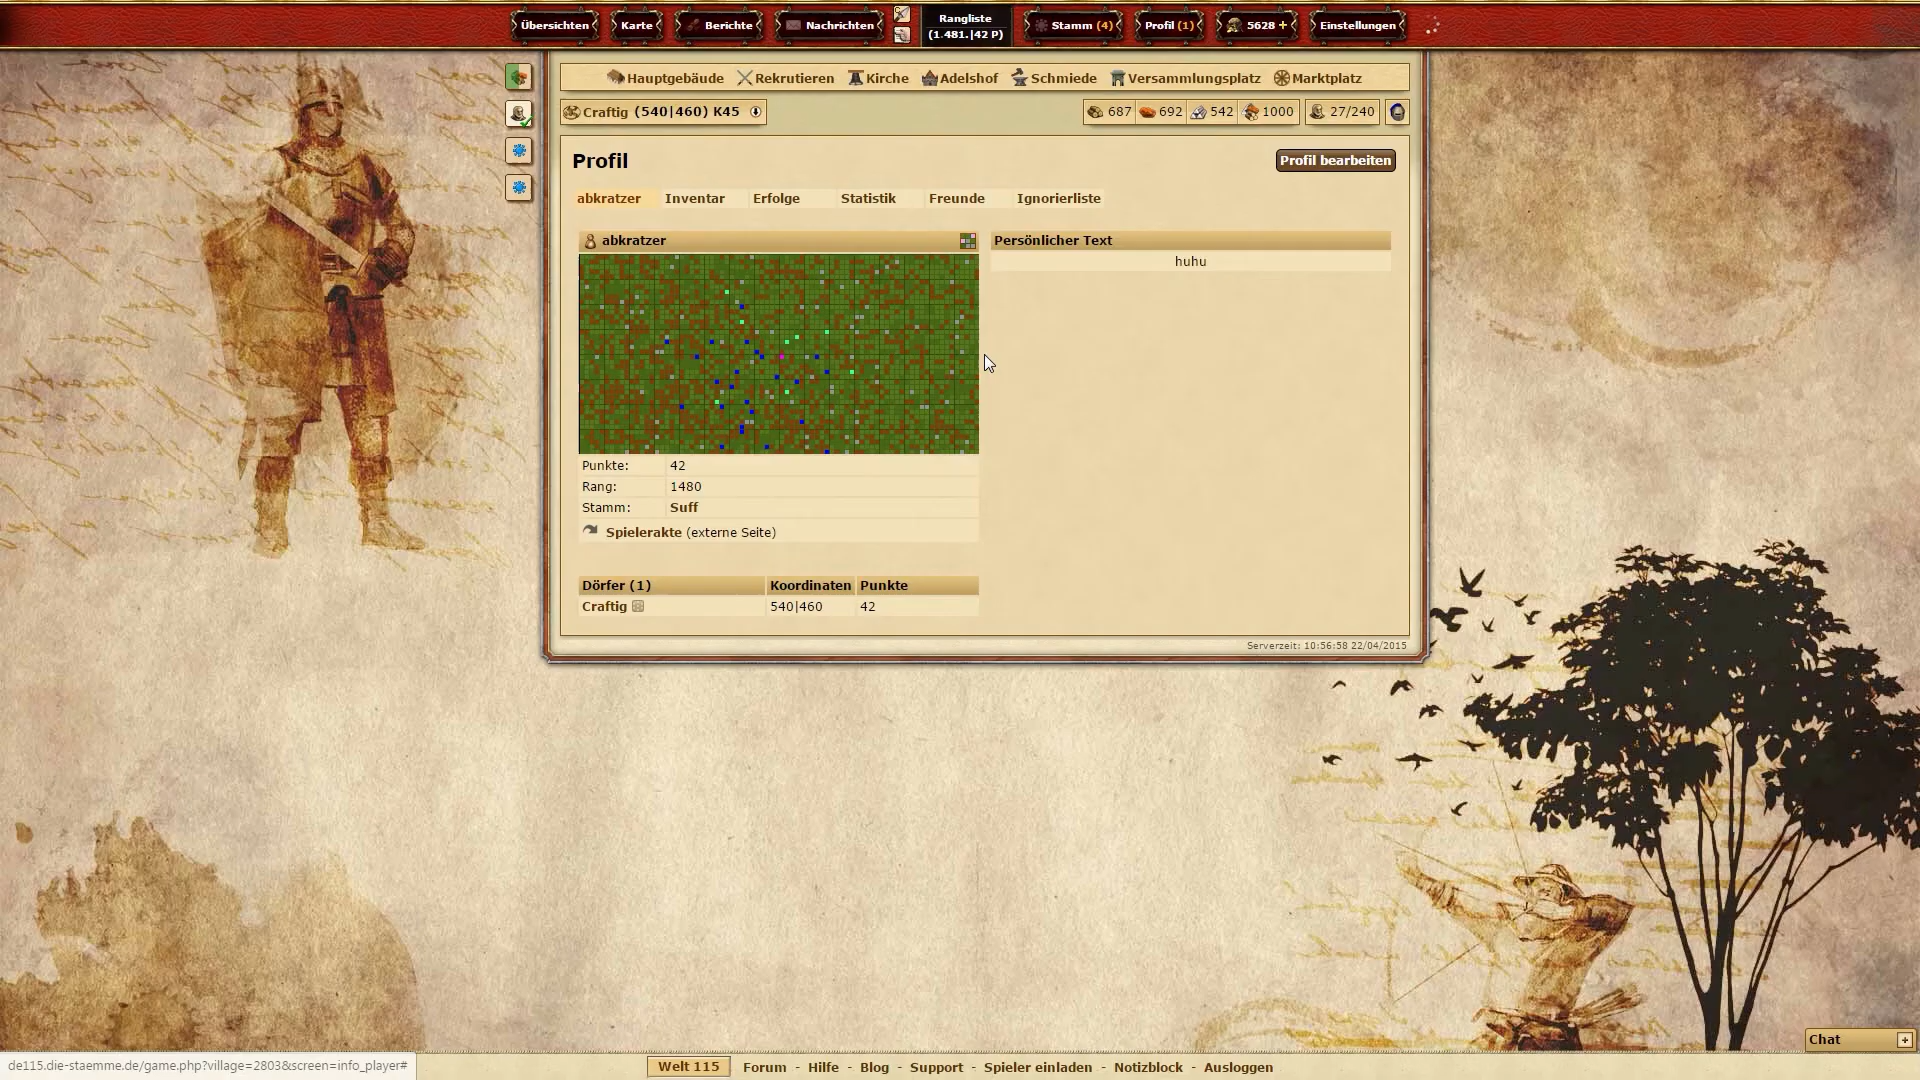 Übersichten Karte Berichte Nachrichten Rangliste Stamm (4) Profil (1) 5628 + Einstellungen
(1.481.|42 P)
Hauptgebäude Rekrutieren Kirche Adelshof Schmiede Versammlungsplatz Marktplatz
Craftig (540|460) K45 687 692 542 1000 27/240
Profil Profil bearbeiten
abkratzer Inventar Erfolge Statistik Freunde Ignorierliste
abkratzer Persönlicher Text
huhu
Punkte: 42
Rang: 1480
Stamm: Suff
Spielerakte (externe Seite)
Dörfer (1) Koordinaten Punkte
Craftig 540|460 42
Serverzeit: 10:56:58 22/04/2015
Chat +
de115.die-staemme.de/game.php?village=2803&screen=info_player#
Welt 115 Forum - Hilfe - Blog - Support - Spieler einladen - Notizblock - Ausloggen